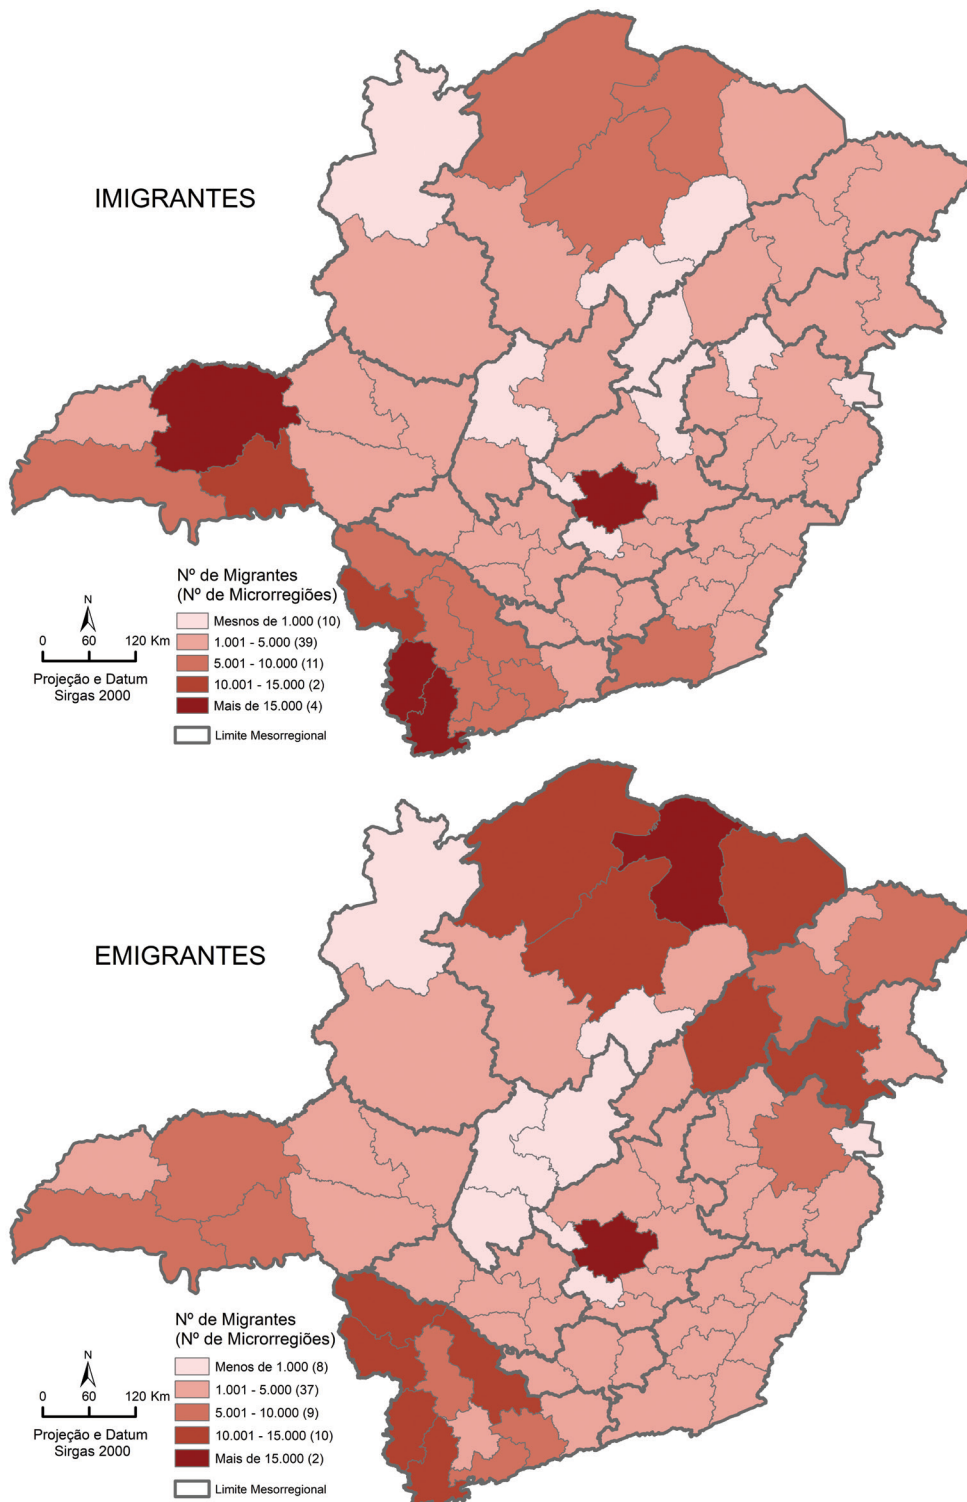 IMIGRANTES
Nº de Migrantes
(Nº de Microrregiões)
Mesnos de 1.000 (10)
1.001 - 5.000 (39)
5.001 - 10.000 (11)
10.001 - 15.000 (2)
Mais de 15.000 (4)
Limite Mesorregional
N
0 60 120 Km
Projeção e Datum
Sirgas 2000
EMIGRANTES
Nº de Migrantes
(Nº de Microrregiões)
Menos de 1.000 (8)
1.001 - 5.000 (37)
5.001 - 10.000 (9)
10.001 - 15.000 (10)
Mais de 15.000 (2)
Limite Mesorregional
N
0 60 120 Km
Projeção e Datum
Sirgas 2000